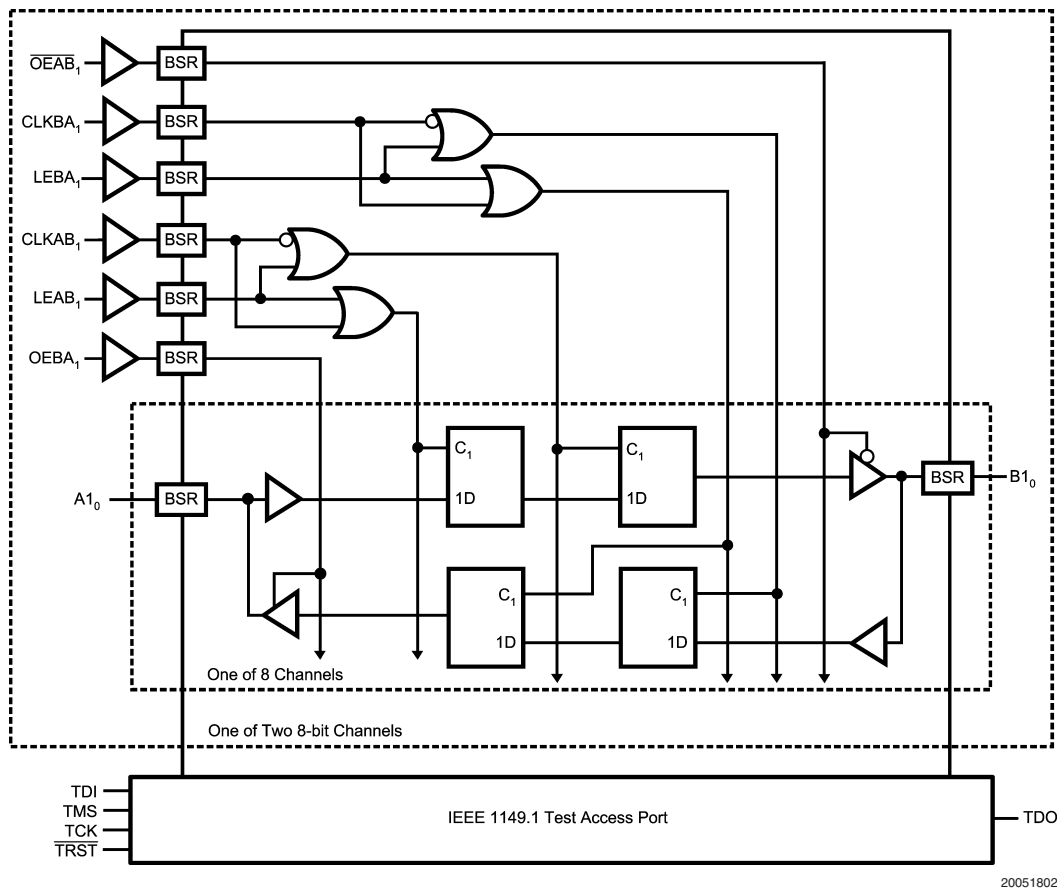 O̅E̅A̅B̅₁
BSR
CLKBA₁
BSR
LEBA₁
BSR
CLKAB₁
BSR
LEAB₁
BSR
OEBA₁
BSR
C₁
C₁
A1₀
BSR
1D
1D
BSR
B1₀
C₁
C₁
1D
1D
One of 8 Channels
One of Two 8-bit Channels
TDI
TMS
TCK
T̅R̅S̅T̅
IEEE 1149.1 Test Access Port
TDO
20051802